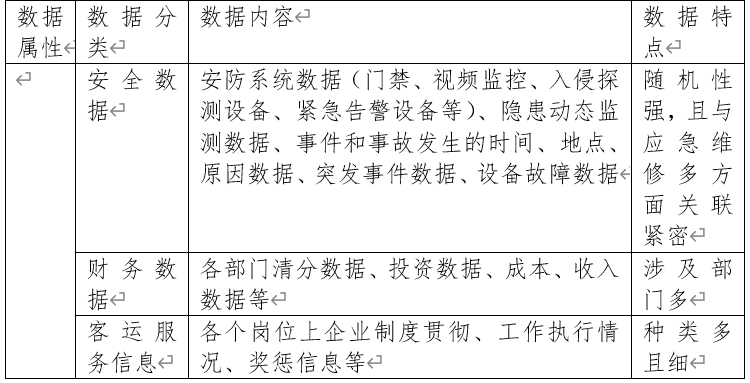 数据属性
数据分类
数据内容
数据特点
安全数据
安防系统数据（门禁、视频监控、入侵探
测设备、紧急告警设备等）、隐患动态监
测数据、事件和事故发生的时间、地点、
原因数据、突发事件数据、设备故障数据
随机性
强，且与
应急维
修多方
面关联
紧密
财务数
据
各部门清分数据、投资数据、成本、收入
数据等
涉及部
门多
客运服
务信息
各个岗位上企业制度贯彻、工作执行情
况、奖惩信息等
种类多
且细